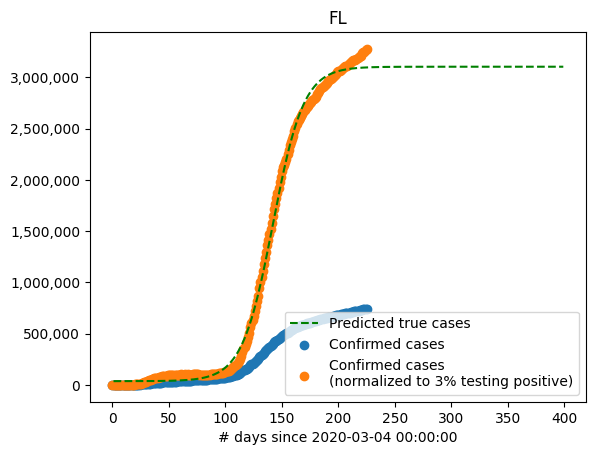 FL
3,000,000
2,500,000
2,000,000
1,500,000
1,000,000
500,000
0
Predicted true cases
Confirmed cases
Confirmed cases
(normalized to 3% testing positive)
0 50 100 150 200 250 300 350 400
# days since 2020-03-04 00:00:00